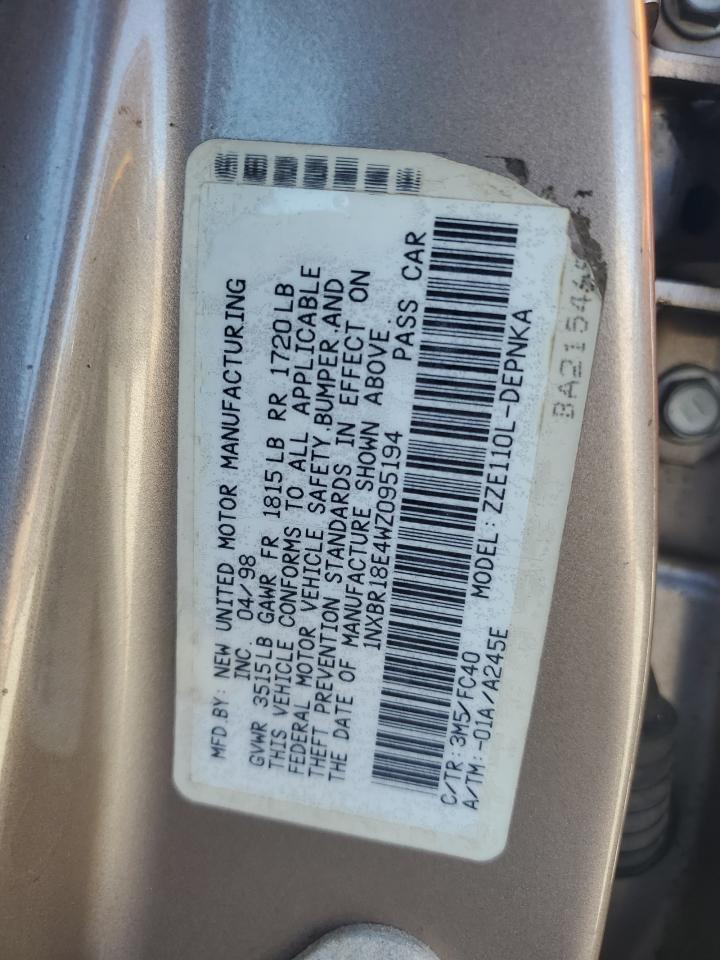 MFD.BY: NEW UNITED MOTOR MANUFACTURING
INC. 04/98
GVWR 3515LB GAWR FR 1815LB RR 1720LB
THIS VEHICLE CONFORMS TO ALL APPLICABLE
FEDERAL MOTOR VEHICLE SAFETY,BUMPER,AND
THEFT PREVENTION STANDARDS IN EFFECT ON
THE DATE OF MANUFACTURE SHOWN ABOVE.
1NXBR18E4WZ095194 PASS CAR
C/TR:3M5/FC40 MODEL:ZZE110L-DEPNKA
A/TM:-01A/A245E